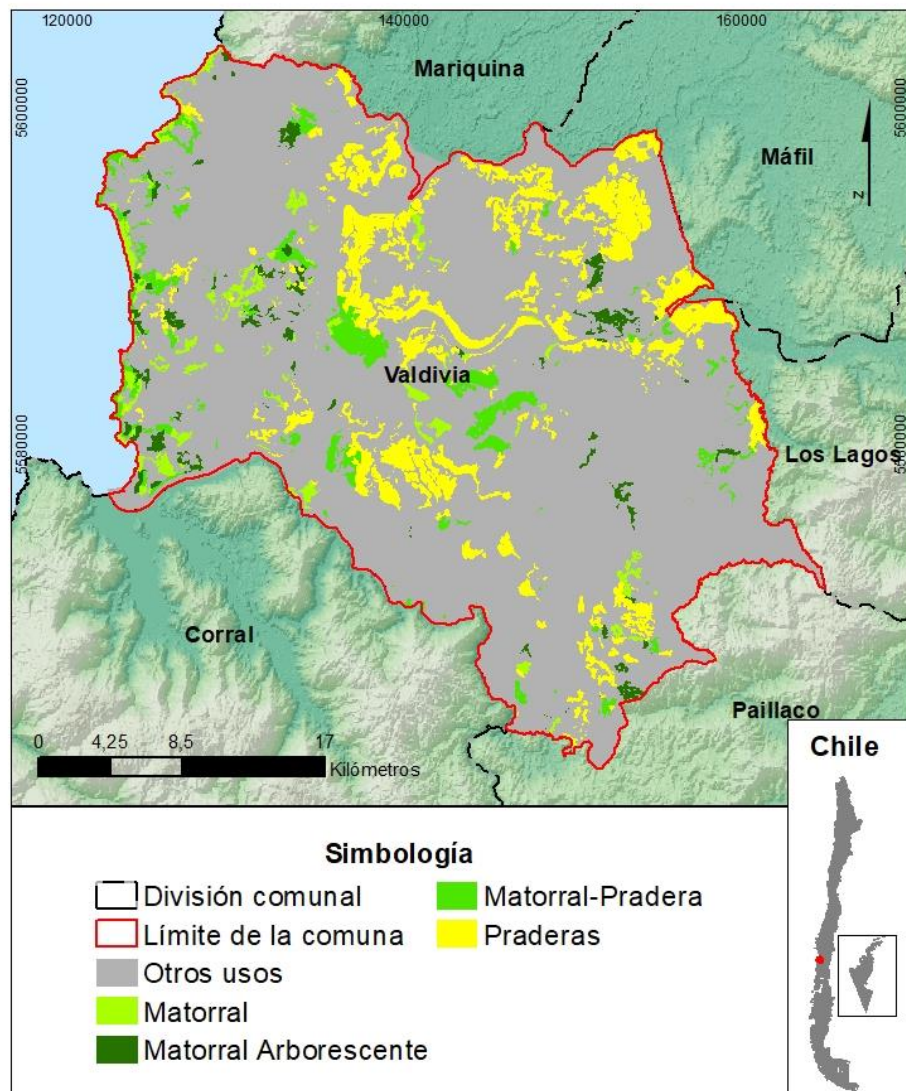 120000 140000 160000
Mariquina
5600000 5600000
Máfil
N
Valdivia
5580000 5580000
Los Lagos
Corral
Paillaco
0 4,25 8,5 17
Kilómetros
Chile
Simbología
División comunal
Límite de la comuna
Otros usos
Matorral
Matorral Arborescente
Matorral-Pradera
Praderas